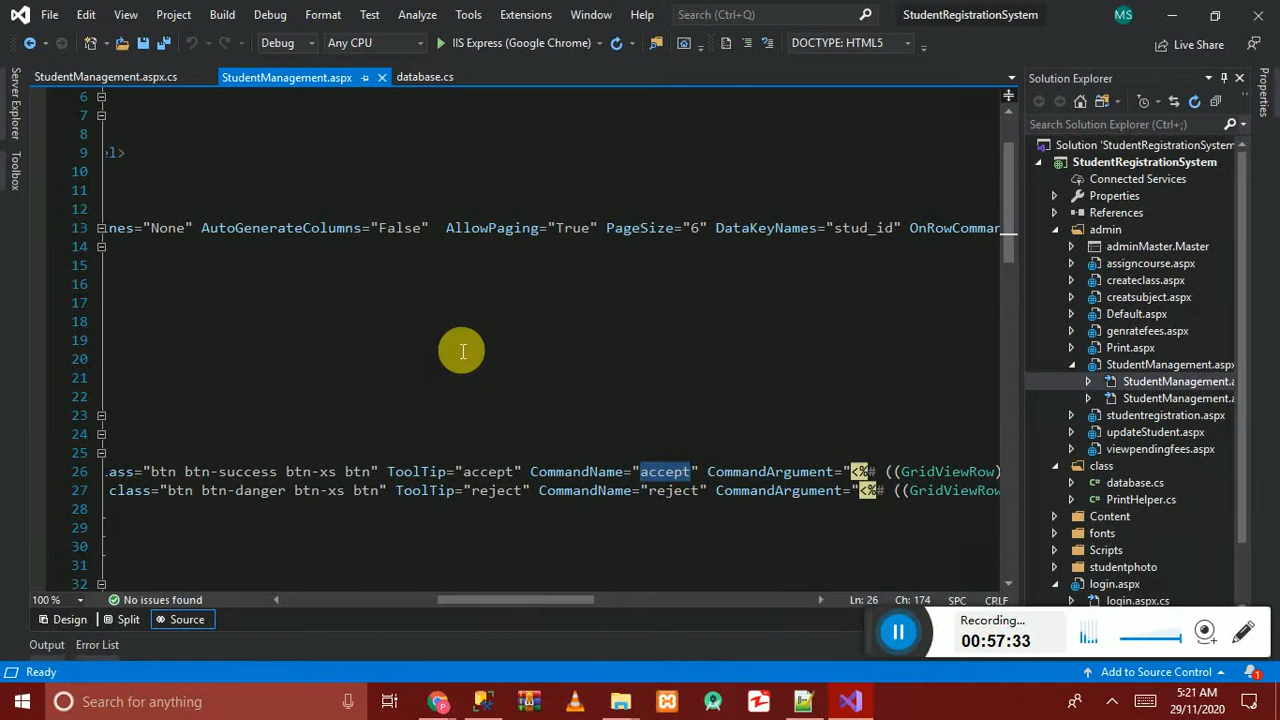 File Edit View Project Build Debug Format Test Analyze Tools Extensions Window Help Search (Ctrl+Q) StudentRegistrationSystem MS
Debug Any CPU IIS Express (Google Chrome) DOCTYPE: HTML5 Live Share
StudentManagement.aspx.cs StudentManagement.aspx database.cs
Server Explorer
Toolbox
6
7
8
9 el>
10
11
12
13 nes="None" AutoGenerateColumns="False" AllowPaging="True" PageSize="6" DataKeyNames="stud_id" OnRowComman
14
15
16
17
18
19
20
21
22
23
24
25
26 ass="btn btn-success btn-xs btn" ToolTip="accept" CommandName="accept" CommandArgument="<%# ((GridViewRow)
27 class="btn btn-danger btn-xs btn" ToolTip="reject" CommandName="reject" CommandArgument="<%# ((GridViewRow
28
29
30
31
32
100 % No issues found Ln: 26 Ch: 174 SPC CRLF
Design Split Source
Output Error List
Solution Explorer
Search Solution Explorer (Ctrl+;)
Solution 'StudentRegistrationSystem
StudentRegistrationSystem
Connected Services
Properties
References
admin
adminMaster.Master
assigncourse.aspx
createclass.aspx
creatsubject.aspx
Default.aspx
genratefees.aspx
Print.aspx
StudentManagement.aspx
StudentManagement.a
StudentManagement.
studentregistration.aspx
updateStudent.aspx
viewpendingfees.aspx
class
database.cs
PrintHelper.cs
Content
fonts
Scripts
studentphoto
login.aspx
login.aspx.cs
Properties
Recording...
00:57:33
Ready Add to Source Control 1
Search for anything
5:21 AM
29/11/2020